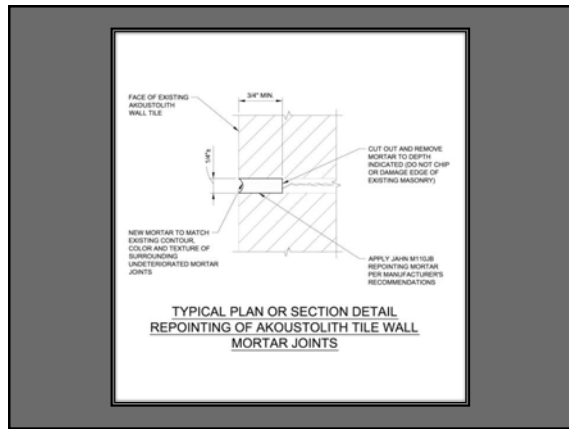 FACE OF EXISTING
AKOUSTOLITH
WALL TILE
3/4" MIN.
1/4"±
CUT OUT AND REMOVE
MORTAR TO DEPTH
INDICATED (DO NOT CHIP
OR DAMAGE EDGE OF
EXISTING MASONRY)
NEW MORTAR TO MATCH
EXISTING CONTOUR,
COLOR AND TEXTURE OF
SURROUNDING
UNDETERIORATED MORTAR
JOINTS
APPLY JAHN M110JB
REPOINTING MORTAR
PER MANUFACTURER'S
RECOMMENDATIONS
TYPICAL PLAN OR SECTION DETAIL
REPOINTING OF AKOUSTOLITH TILE WALL
MORTAR JOINTS